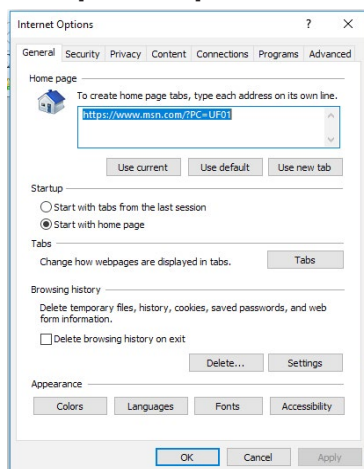 Internet Options ? X
General Security Privacy Content Connections Programs Advanced
Home page
To create home page tabs, type each address on its own line.
https://www.msn.com/?PC=UF01
Use current Use default Use new tab
Startup
Start with tabs from the last session
Start with home page
Tabs
Change how webpages are displayed in tabs. Tabs
Browsing history
Delete temporary files, history, cookies, saved passwords, and web
form information.
Delete browsing history on exit
Delete... Settings
Appearance
Colors Languages Fonts Accessibility
OK Cancel Apply